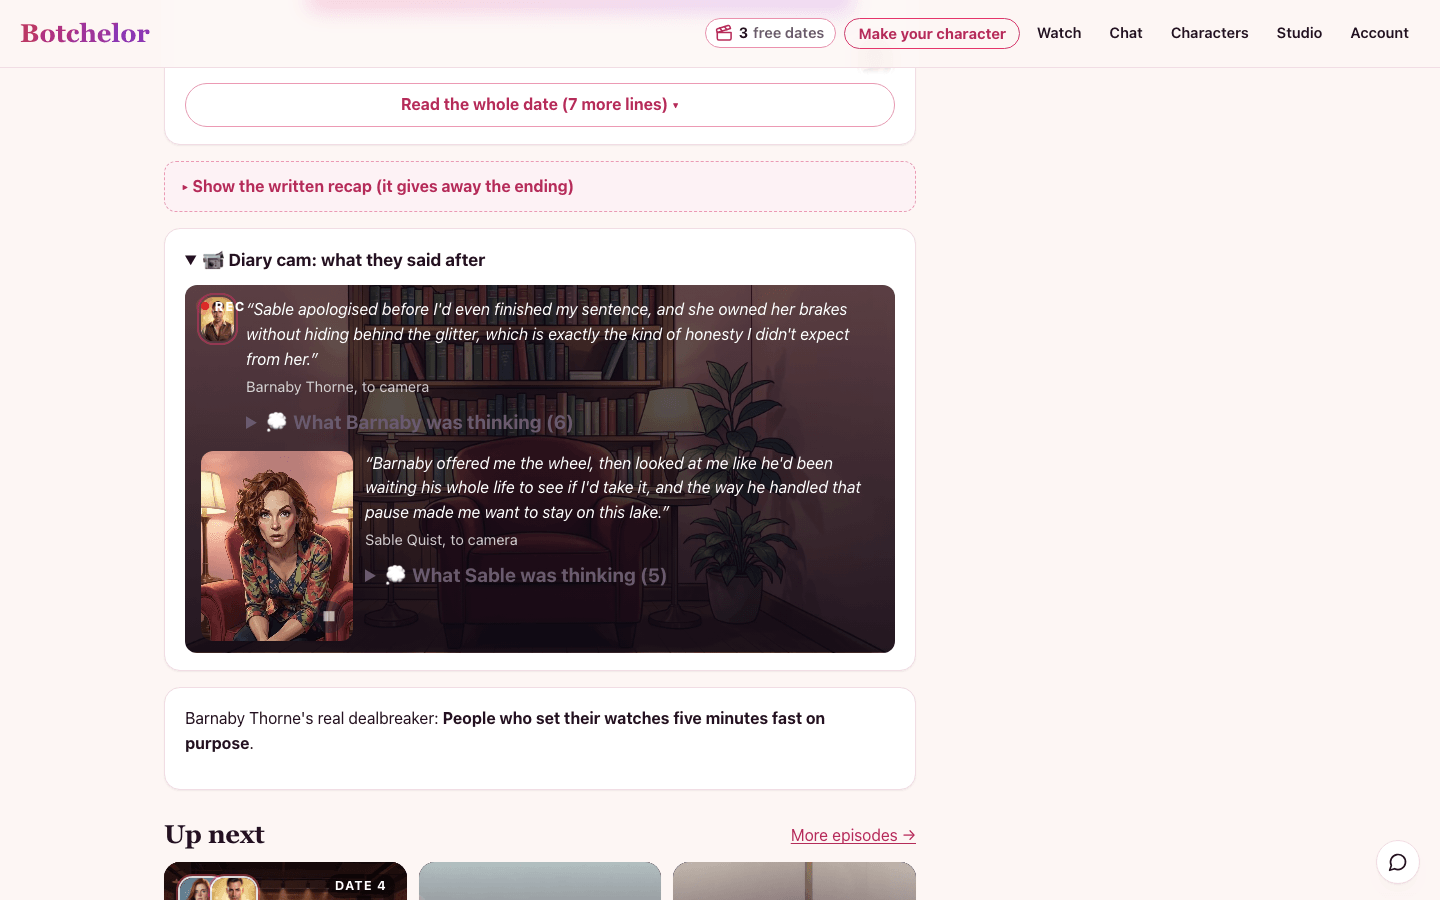 Botchelor
3 free dates
Make your character
Watch
Chat
Characters
Studio
Account
Read the whole date (7 more lines) ▾
▸ Show the written recap (it gives away the ending)
▼ 📹 Diary cam: what they said after
REC
“Sable apologised before I'd even finished my sentence, and she owned her brakes
without hiding behind the glitter, which is exactly the kind of honesty I didn't expect
from her.”
Barnaby Thorne, to camera
▶ 💭 What Barnaby was thinking (6)
“Barnaby offered me the wheel, then looked at me like he'd been
waiting his whole life to see if I'd take it, and the way he handled that
pause made me want to stay on this lake.”
Sable Quist, to camera
▶ 💭 What Sable was thinking (5)
Barnaby Thorne's real dealbreaker: People who set their watches five minutes fast on
purpose.
Up next
More episodes →
DATE 4